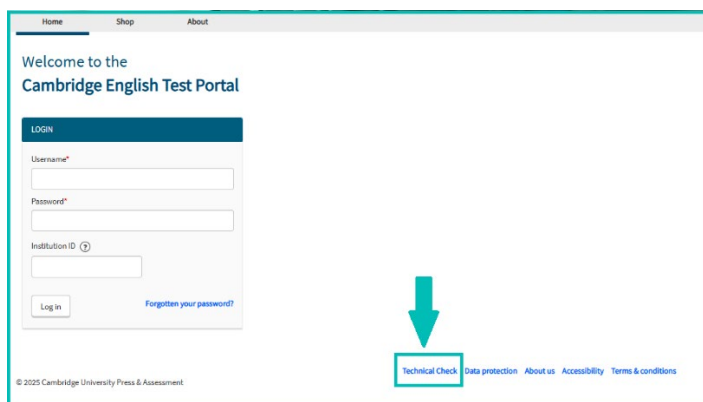 Home Shop About
Welcome to the
Cambridge English Test Portal
LOGIN
Username*
Password*
Institution ID ?
Log in Forgotten your password?
Technical Check Data protection About us Accessibility Terms & conditions
© 2025 Cambridge University Press & Assessment